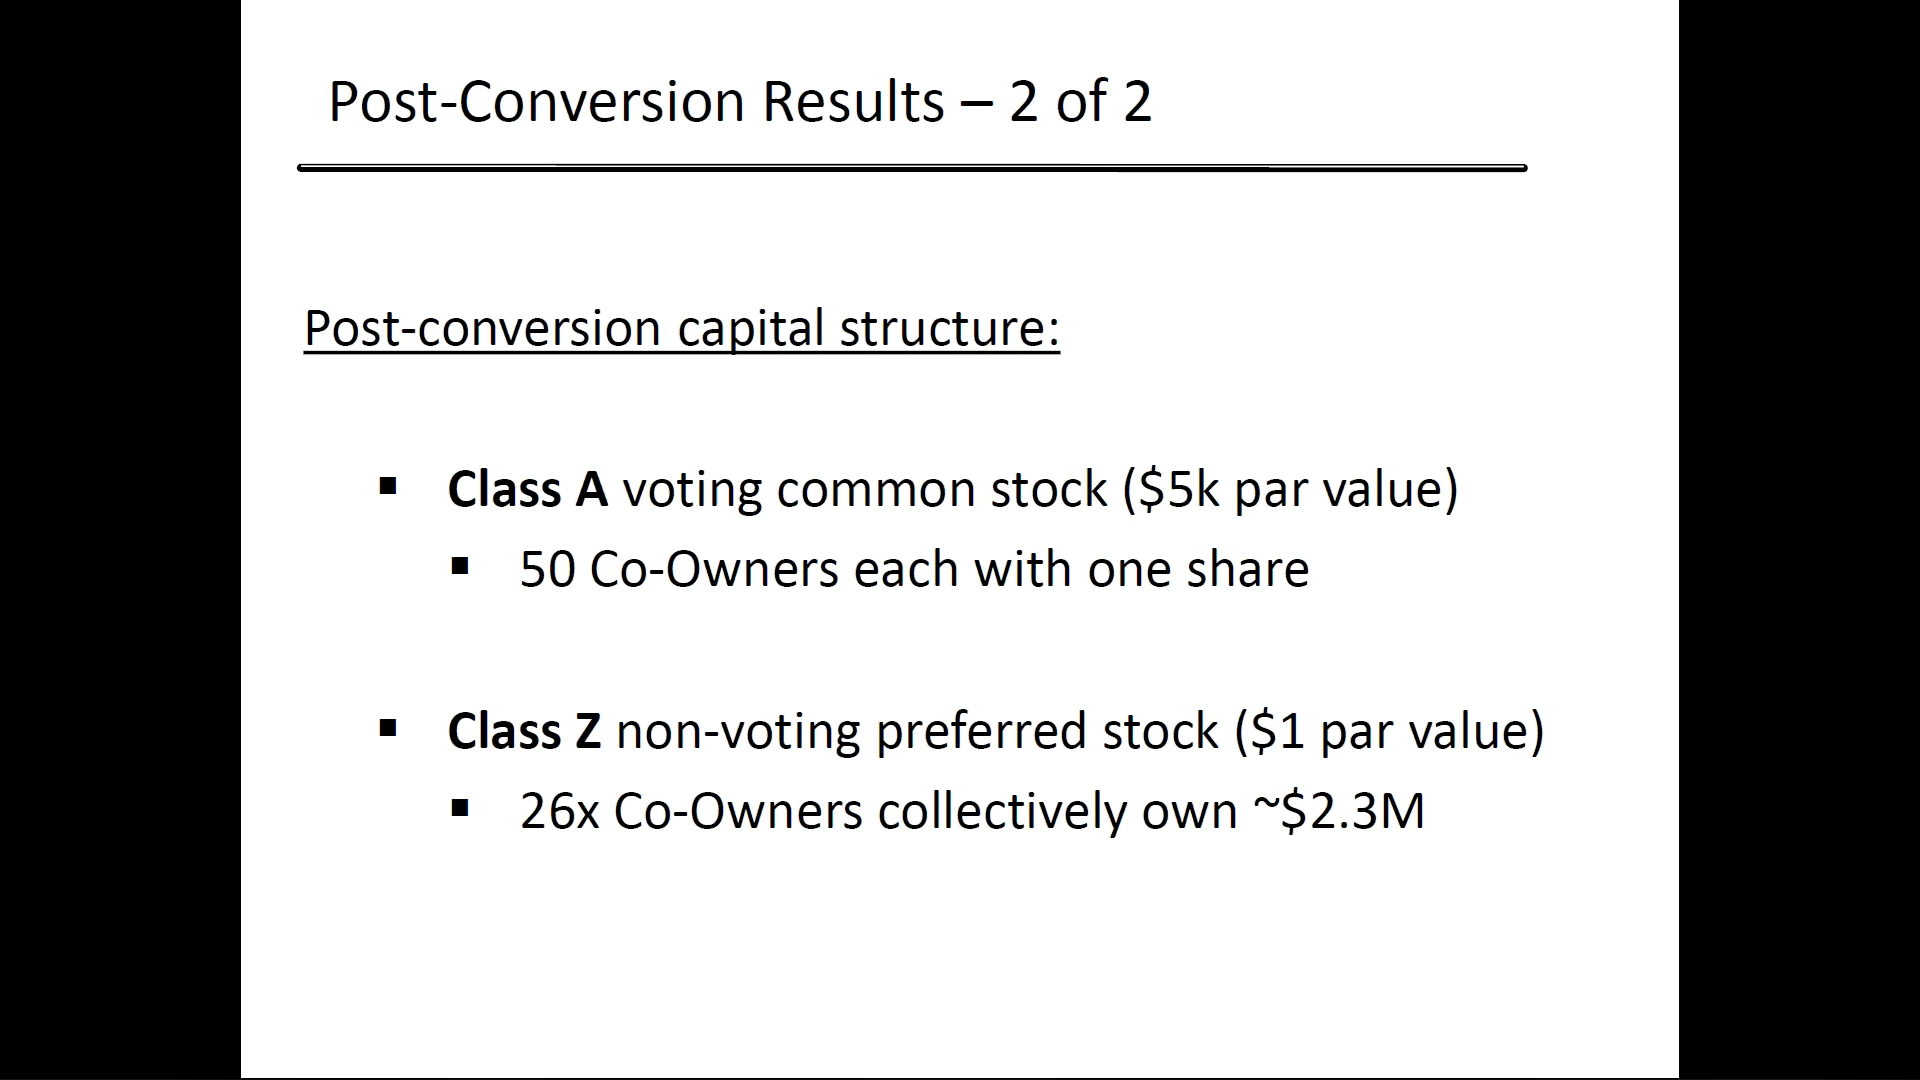 Post-Conversion Results – 2 of 2
Post-conversion capital structure:
▪ Class A voting common stock ($5k par value)
▪ 50 Co-Owners each with one share
▪ Class Z non-voting preferred stock ($1 par value)
▪ 26x Co-Owners collectively own ~$2.3M